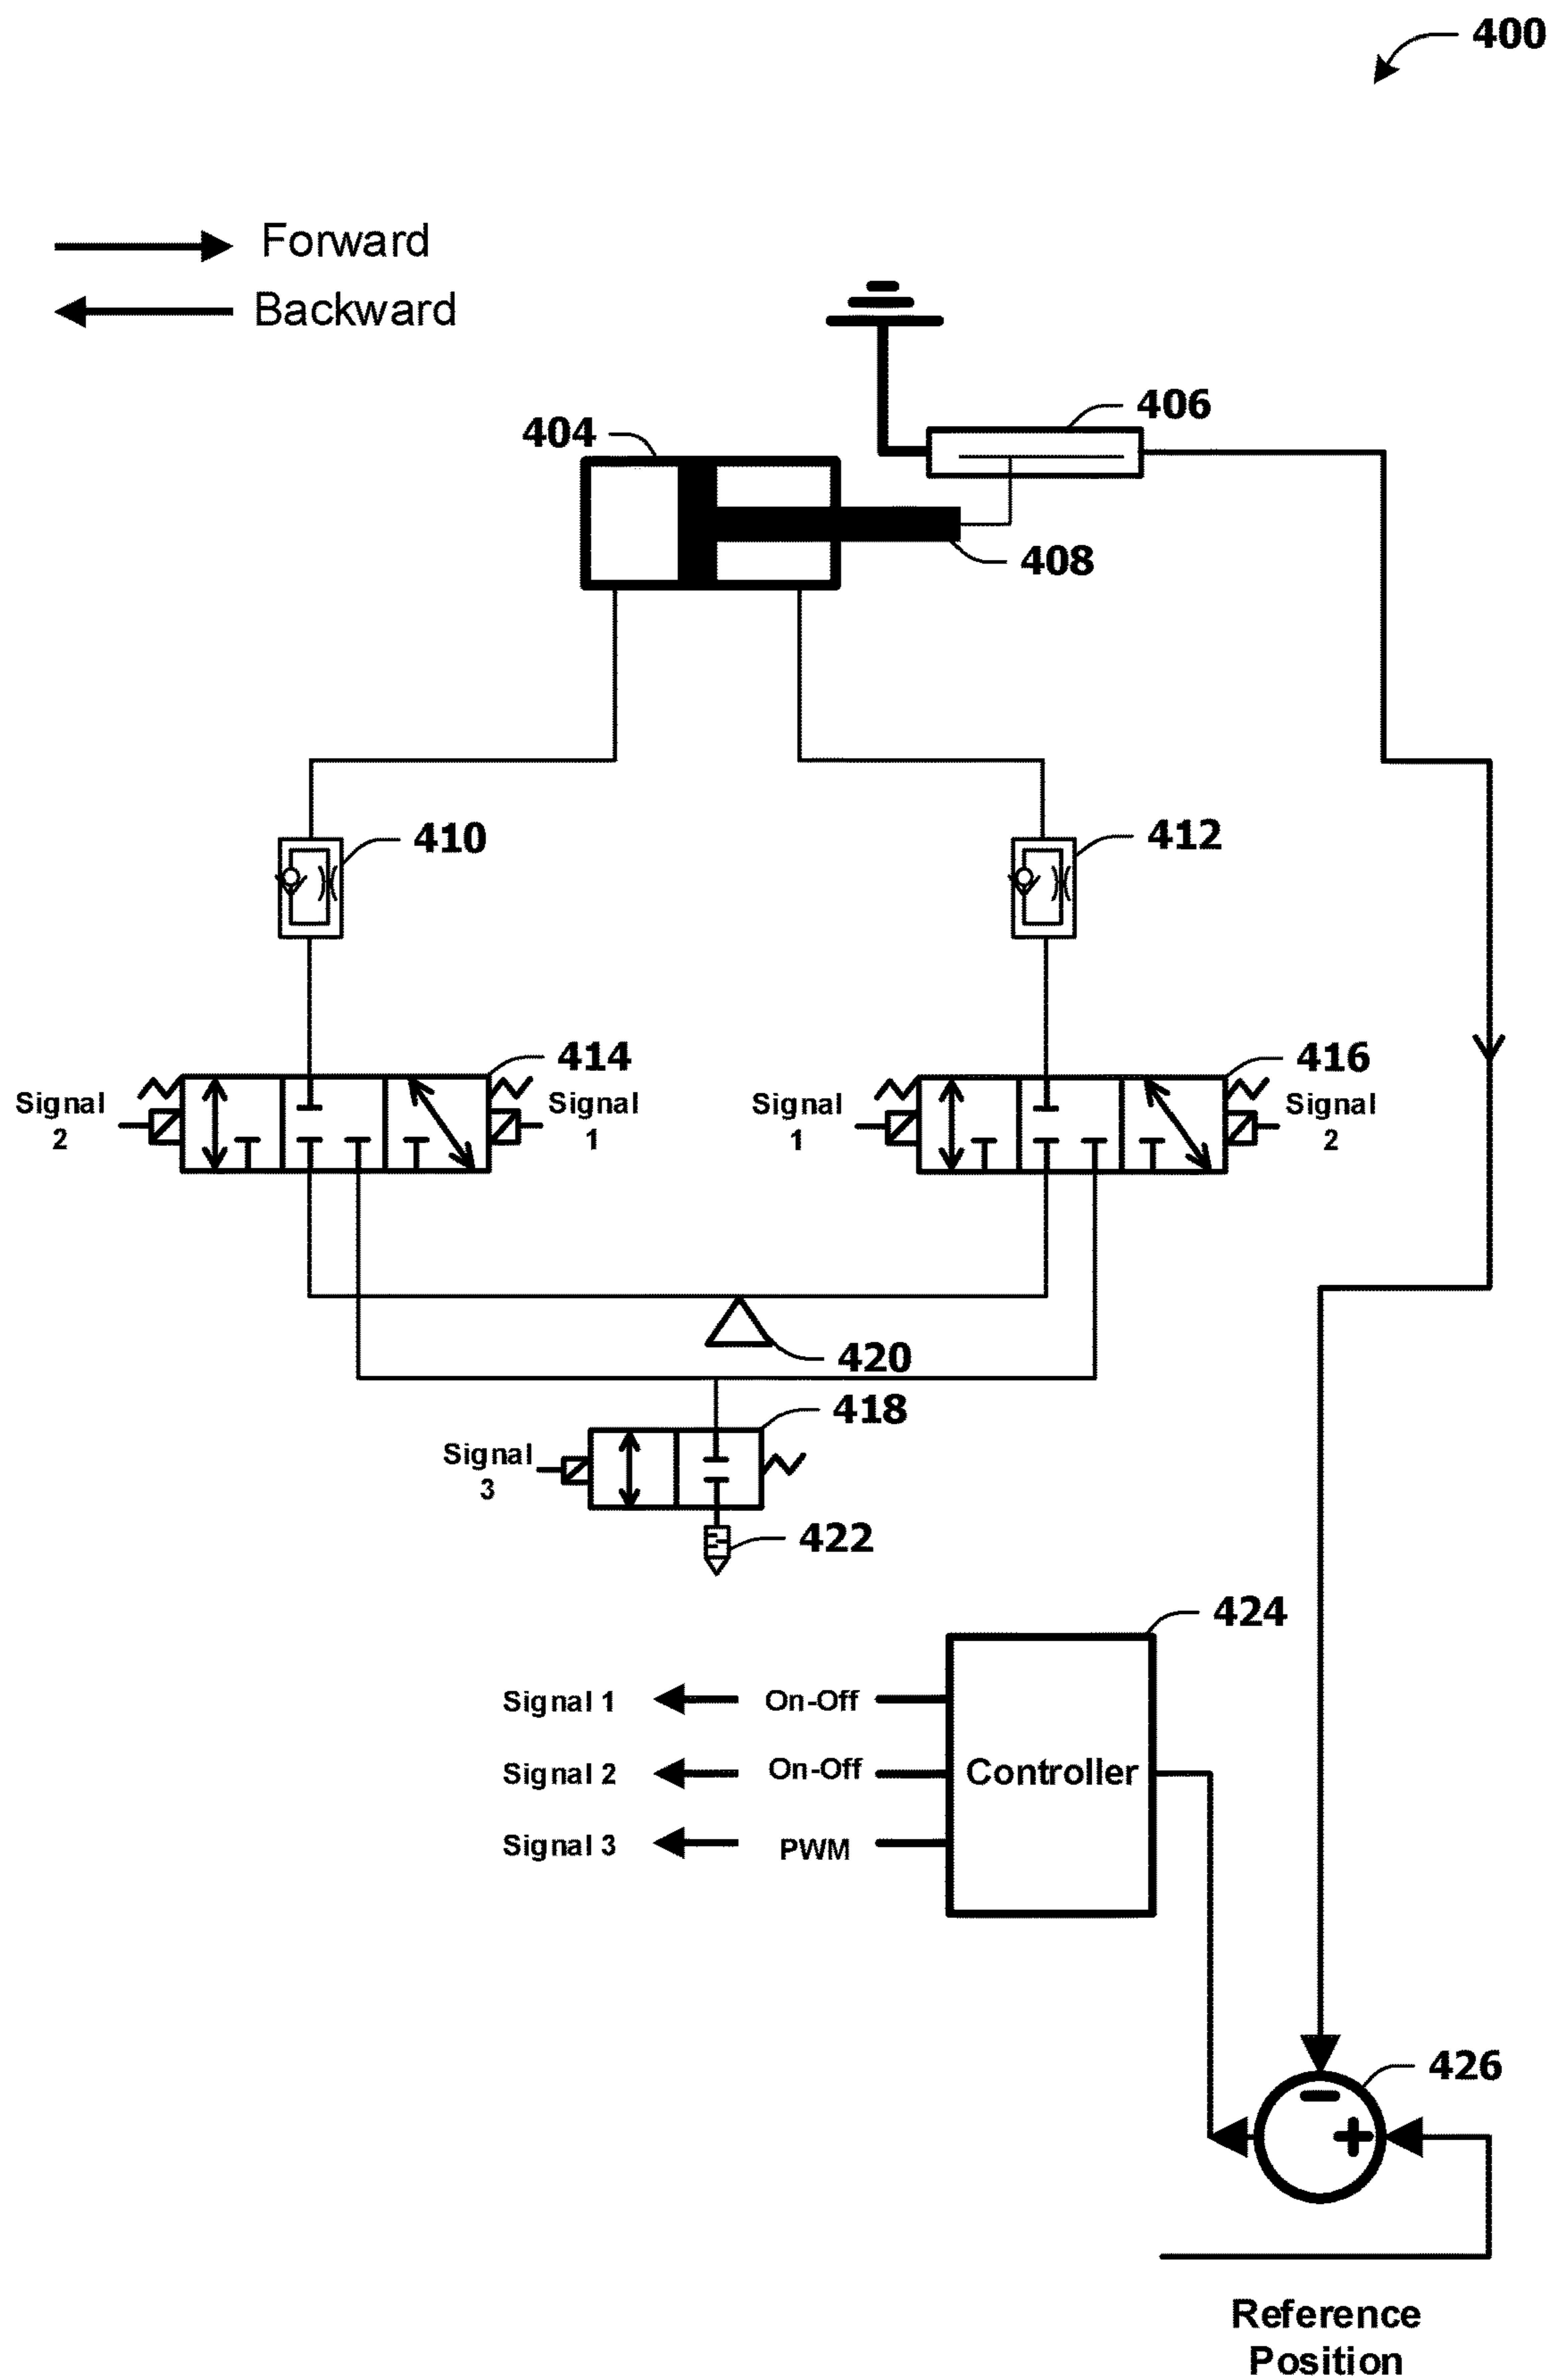 400
Forward
Backward
406
404
408
410
412
414
416
Signal
2
Signal
1
Signal
1
Signal
2
420
418
Signal
3
422
424
Signal 1 On-Off
Signal 2 On-Off
Controller
Signal 3 PWM
426
Reference
Position